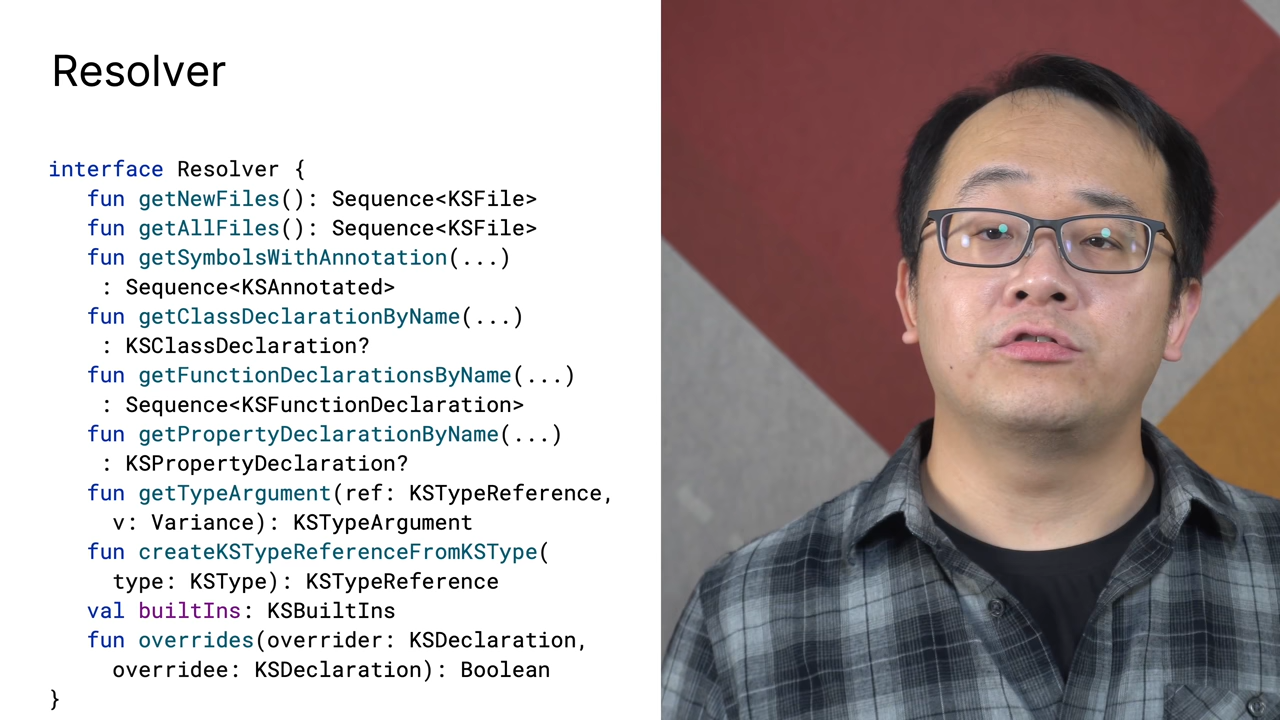 Resolver
interface Resolver {
fun getNewFiles(): Sequence<KSFile>
fun getAllFiles(): Sequence<KSFile>
fun getSymbolsWithAnnotation(...)
: Sequence<KSAnnotated>
fun getClassDeclarationByName(...)
: KSClassDeclaration?
fun getFunctionDeclarationsByName(...)
: Sequence<KSFunctionDeclaration>
fun getPropertyDeclarationByName(...)
: KSPropertyDeclaration?
fun getTypeArgument(ref: KSTypeReference,
v: Variance): KSTypeArgument
fun createKSTypeReferenceFromKSType(
type: KSType): KSTypeReference
val builtIns: KSBuiltIns
fun overrides(overrider: KSDeclaration,
overridee: KSDeclaration): Boolean
}